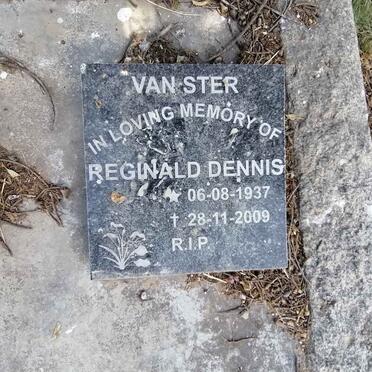 VAN STER
IN LOVING MEMORY OF
REGINALD DENNIS
★ 06-08-1937
† 28-11-2009
R.I.P.